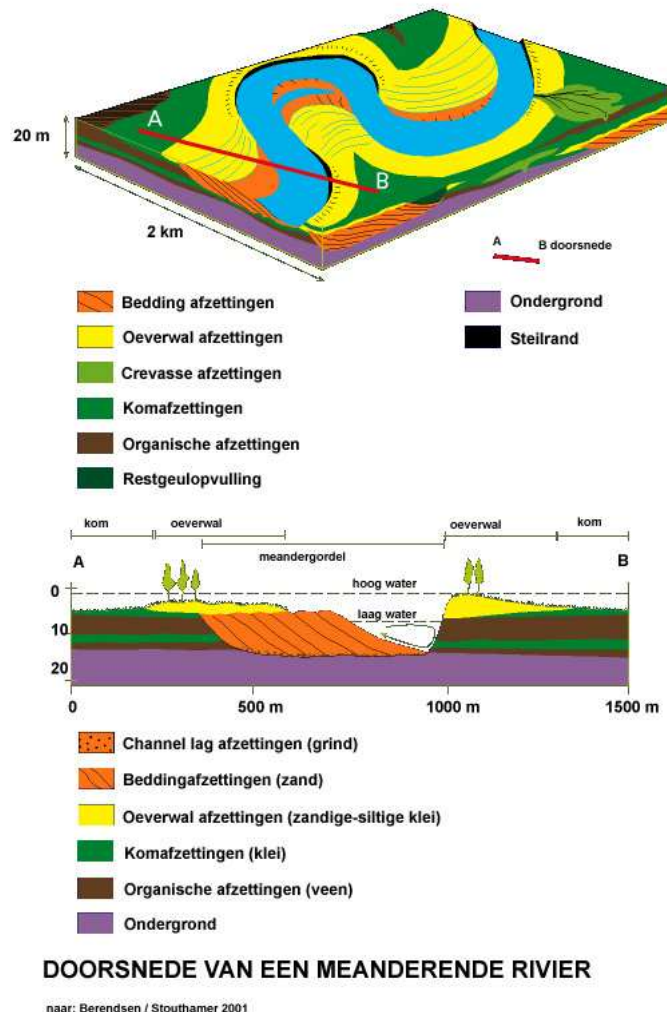 20 m
A
B
2 km
A
B doorsnede
Bedding afzettingen
Oeverwal afzettingen
Crevasse afzettingen
Komafzettingen
Organische afzettingen
Restgeulopvulling
Ondergrond
Steilrand
kom
oeverwal
oeverwal
kom
meandergordel
A
B
hoog water
laag water
0
10
20
0
500 m
1000 m
1500 m
Channel lag afzettingen (grind)
Beddingafzettingen (zand)
Oeverwal afzettingen (zandige-siltige klei)
Komafzettingen (klei)
Organische afzettingen (veen)
Ondergrond
DOORSNEDE VAN EEN MEANDERENDE RIVIER
naar: Berendsen / Stouthamer 2001